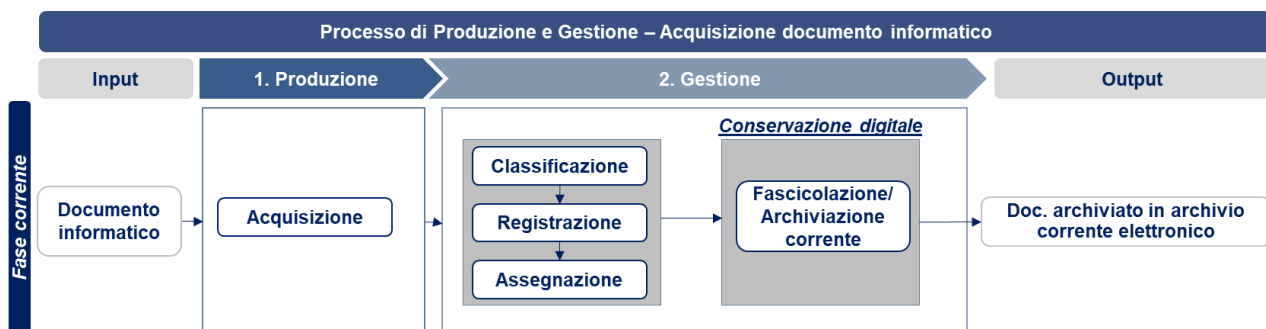 Processo di Produzione e Gestione – Acquisizione documento informatico
Input
1. Produzione
2. Gestione
Output
Fase corrente
Documento
informatico
Acquisizione
Classificazione
Registrazione
Assegnazione
Conservazione digitale
Fascicolazione/
Archiviazione
corrente
Doc. archiviato in archivio
corrente elettronico